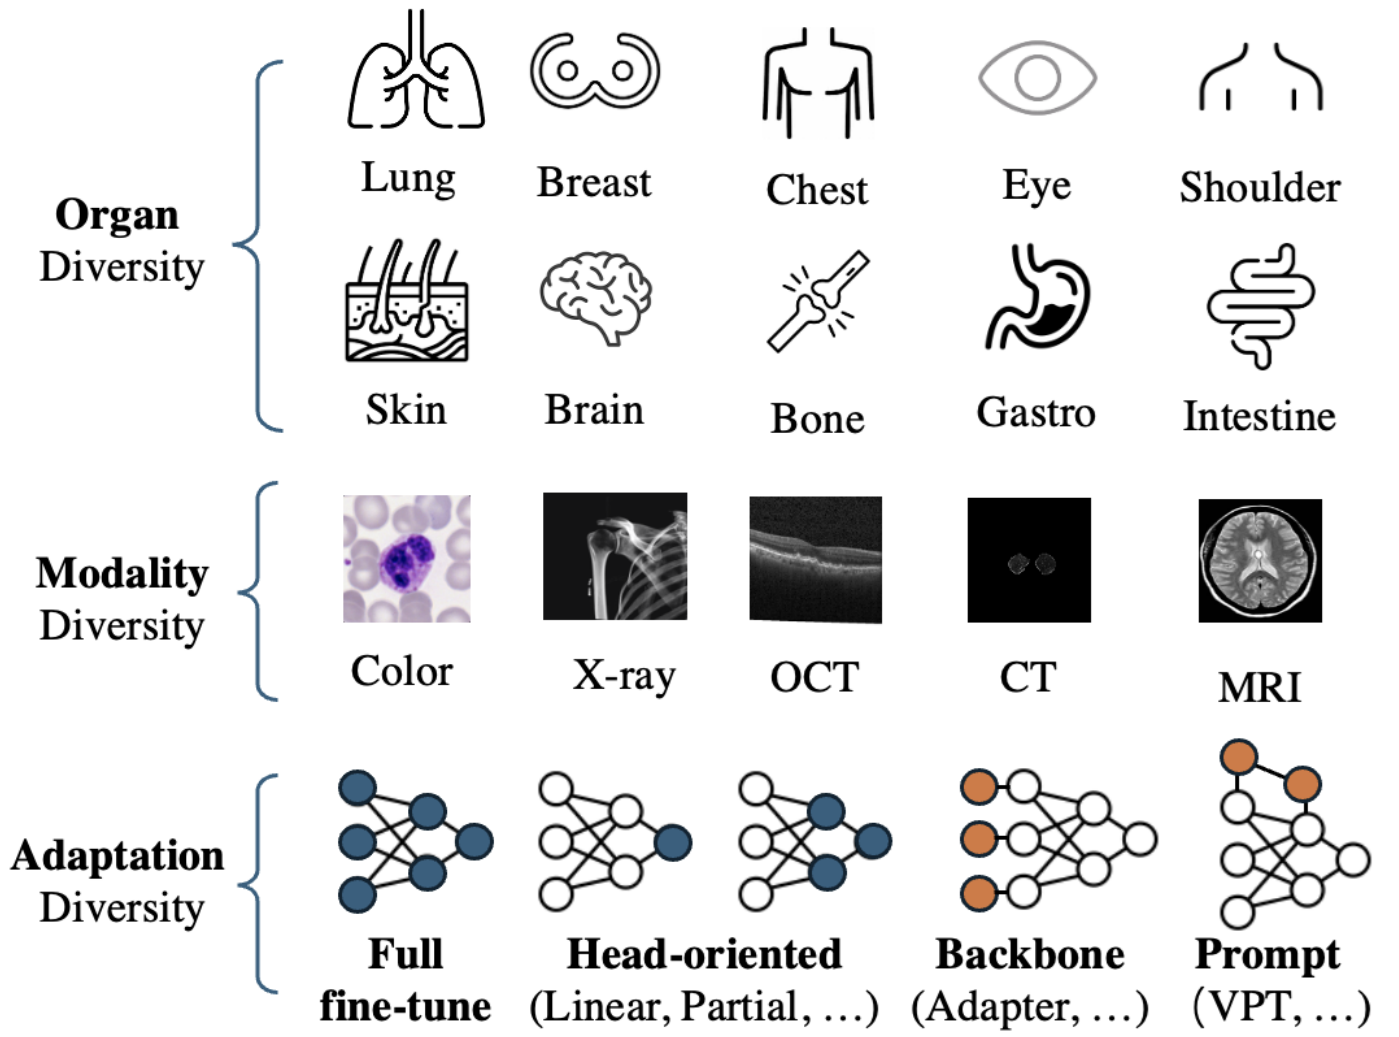 Organ
Diversity
Lung
Breast
Chest
Eye
Shoulder
Skin
Brain
Bone
Gastro
Intestine
Modality
Diversity
Color
X-ray
OCT
CT
MRI
Adaptation
Diversity
Full
fine-tune
Head-oriented
(Linear, Partial, …)
Backbone
(Adapter, …)
Prompt
(VPT, …)